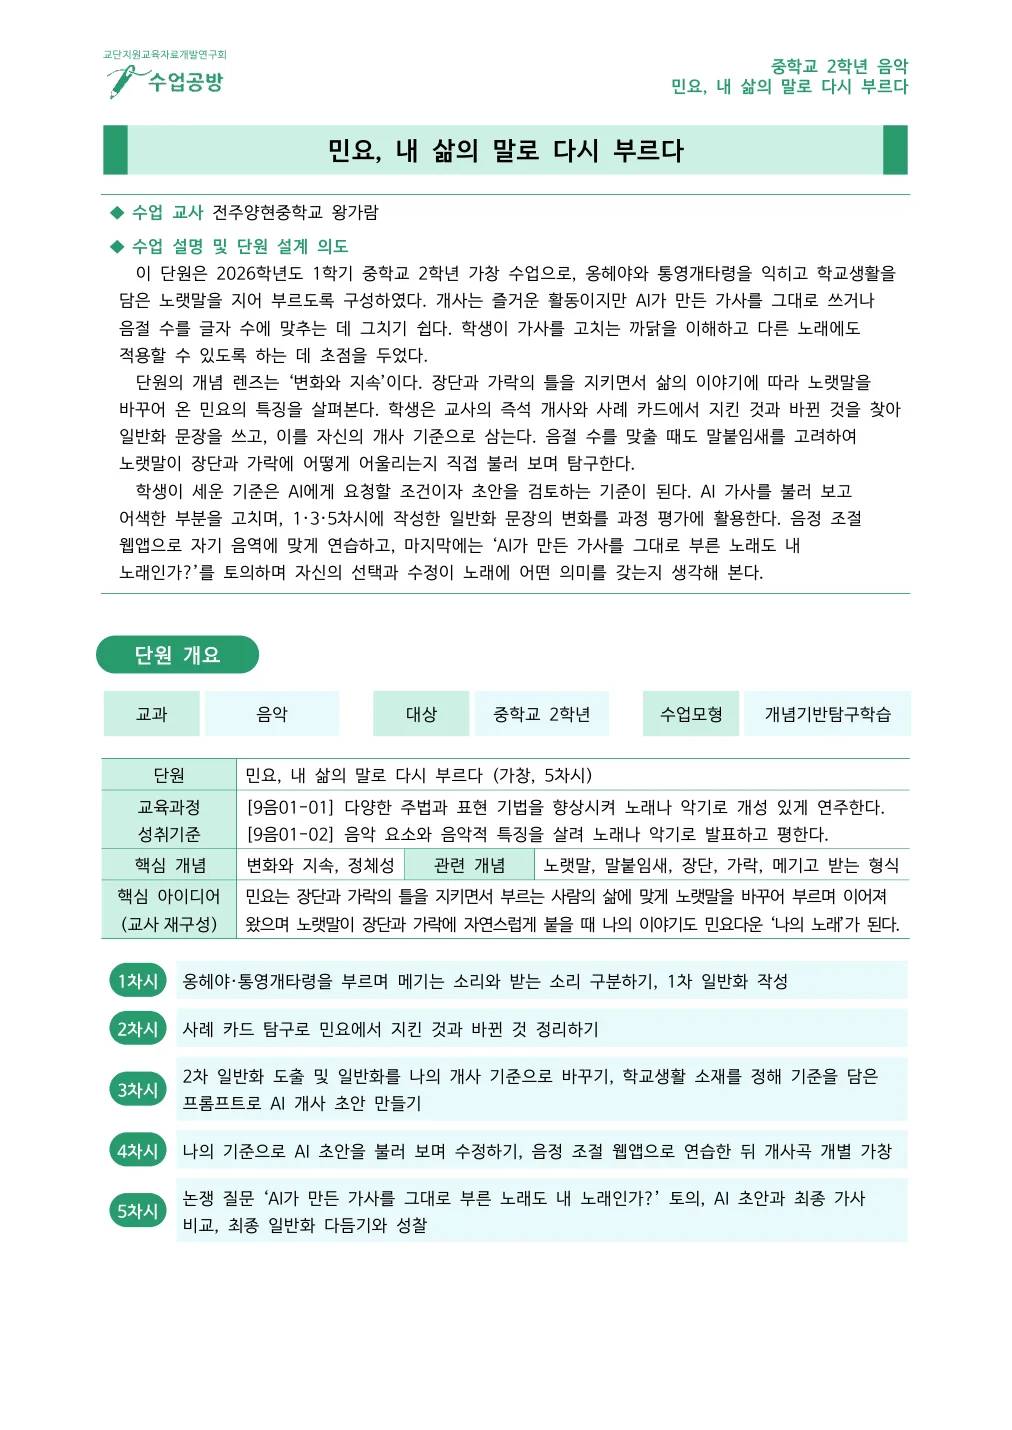 교단지원교육자료개발연구회
수업공방
중학교 2학년 음악
민요, 내 삶의 말로 다시 부르다
민요, 내 삶의 말로 다시 부르다
◆ 수업 교사 전주양현중학교 왕가람
◆ 수업 설명 및 단원 설계 의도
이 단원은 2026학년도 1학기 중학교 2학년 가창 수업으로, 옹헤야와 통영개타령을 익히고 학교생활을
담은 노랫말을 지어 부르도록 구성하였다. 개사는 즐거운 활동이지만 AI가 만든 가사를 그대로 쓰거나
음절 수를 글자 수에 맞추는 데 그치기 쉽다. 학생이 가사를 고치는 까닭을 이해하고 다른 노래에도
적용할 수 있도록 하는 데 초점을 두었다.
단원의 개념 렌즈는 ‘변화와 지속’이다. 장단과 가락의 틀을 지키면서 삶의 이야기에 따라 노랫말을
바꾸어 온 민요의 특징을 살펴본다. 학생은 교사의 즉석 개사와 사례 카드에서 지킨 것과 바뀐 것을 찾아
일반화 문장을 쓰고, 이를 자신의 개사 기준으로 삼는다. 음절 수를 맞출 때도 말붙임새를 고려하여
노랫말이 장단과 가락에 어떻게 어울리는지 직접 불러 보며 탐구한다.
학생이 세운 기준은 AI에게 요청할 조건이자 초안을 검토하는 기준이 된다. AI 가사를 불러 보고
어색한 부분을 고치며, 1·3·5차시에 작성한 일반화 문장의 변화를 과정 평가에 활용한다. 음정 조절
웹앱으로 자기 음역에 맞게 연습하고, 마지막에는 ‘AI가 만든 가사를 그대로 부른 노래도 내
노래인가?’를 토의하며 자신의 선택과 수정이 노래에 어떤 의미를 갖는지 생각해 본다.
단원 개요
교과 음악 대상 중학교 2학년 수업모형 개념기반탐구학습
단원 민요, 내 삶의 말로 다시 부르다 (가창, 5차시)
교육과정 [9음01-01] 다양한 주법과 표현 기법을 향상시켜 노래나 악기로 개성 있게 연주한다.
성취기준 [9음01-02] 음악 요소와 음악적 특징을 살려 노래나 악기로 발표하고 평한다.
핵심 개념 변화와 지속, 정체성 관련 개념 노랫말, 말붙임새, 장단, 가락, 메기고 받는 형식
핵심 아이디어 민요는 장단과 가락의 틀을 지키면서 부르는 사람의 삶에 맞게 노랫말을 바꾸어 부르며 이어져
(교사 재구성) 왔으며 노랫말이 장단과 가락에 자연스럽게 붙을 때 나의 이야기도 민요다운 ‘나의 노래’가 된다.
1차시 옹헤야·통영개타령을 부르며 메기는 소리와 받는 소리 구분하기, 1차 일반화 작성
2차시 사례 카드 탐구로 민요에서 지킨 것과 바뀐 것 정리하기
3차시 2차 일반화 도출 및 일반화를 나의 개사 기준으로 바꾸기, 학교생활 소재를 정해 기준을 담은
프롬프트로 AI 개사 초안 만들기
4차시 나의 기준으로 AI 초안을 불러 보며 수정하기, 음정 조절 웹앱으로 연습한 뒤 개사곡 개별 가창
5차시 논쟁 질문 ‘AI가 만든 가사를 그대로 부른 노래도 내 노래인가?’ 토의, AI 초안과 최종 가사
비교, 최종 일반화 다듬기와 성찰